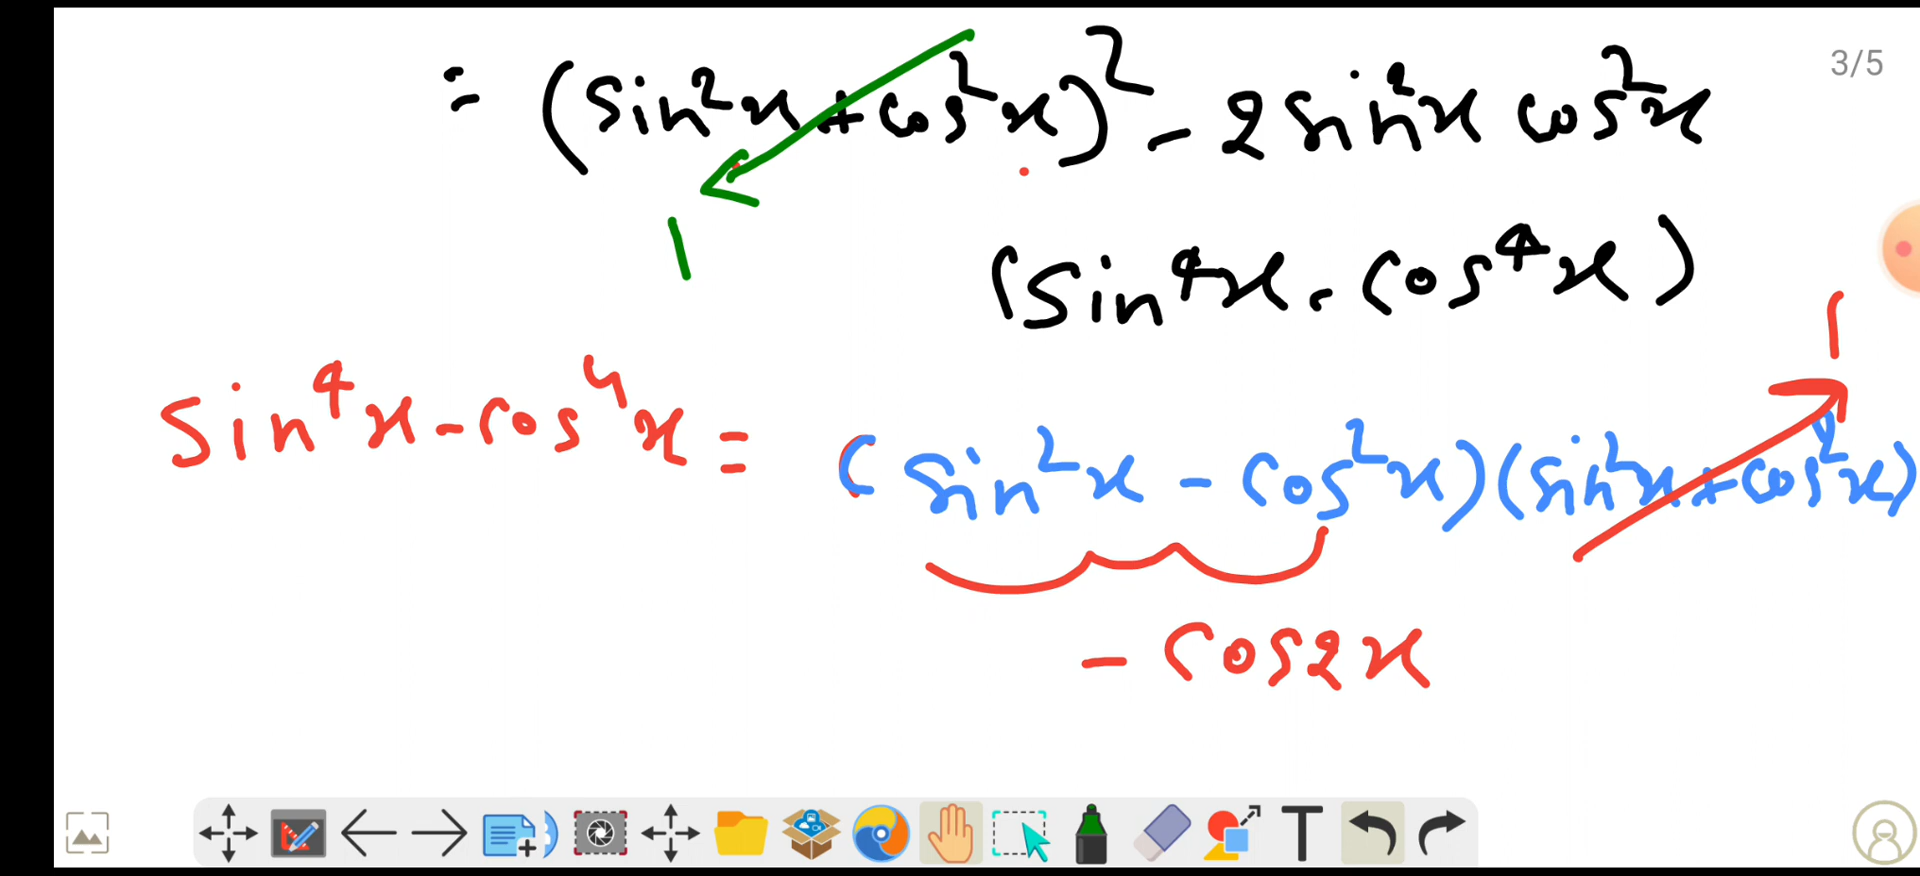 3/5
= (sin²x + cos²x)² - 2 sin²x cos²x
1
(sin⁴x - cos⁴x)
1
sin⁴x - cos⁴x = (sin²x - cos²x)(sin²x + cos²x)
- cos2x
T